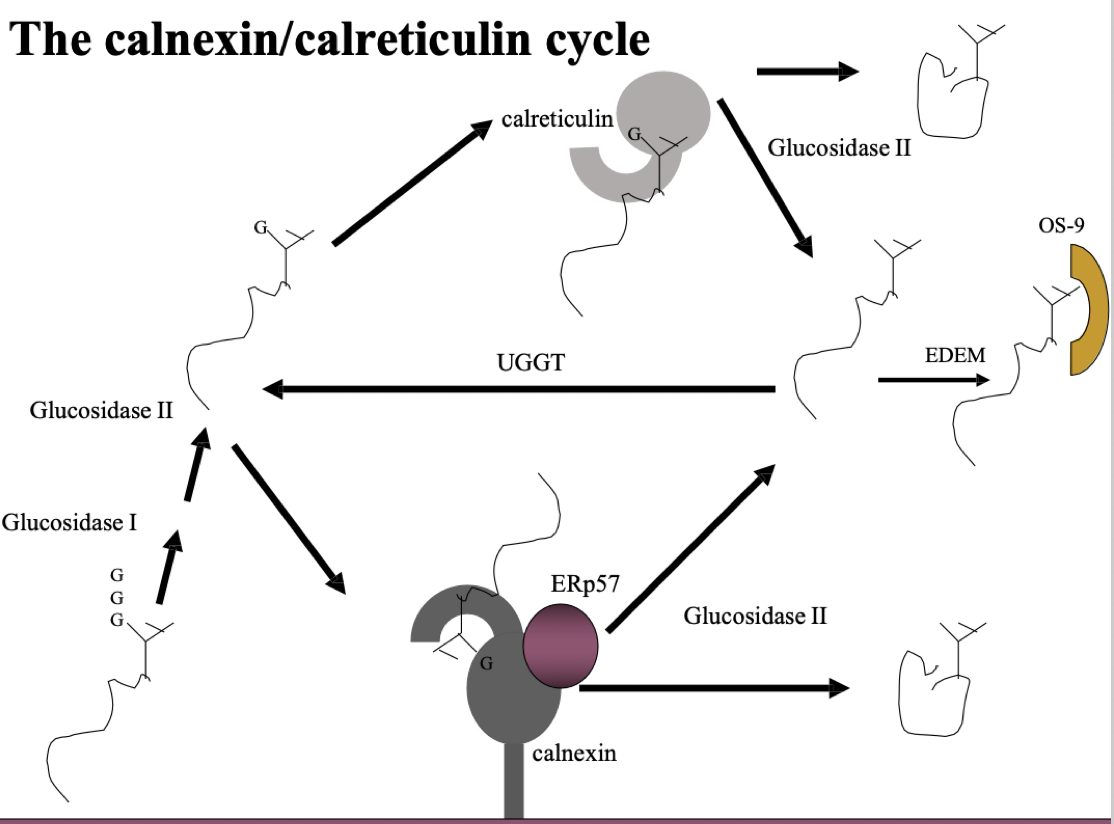 The calnexin/calreticulin cycle
calreticulin
G
Glucosidase II
G
OS-9
UGGT
EDEM
Glucosidase II
Glucosidase I
G
G
G
ERp57
Glucosidase II
G
calnexin